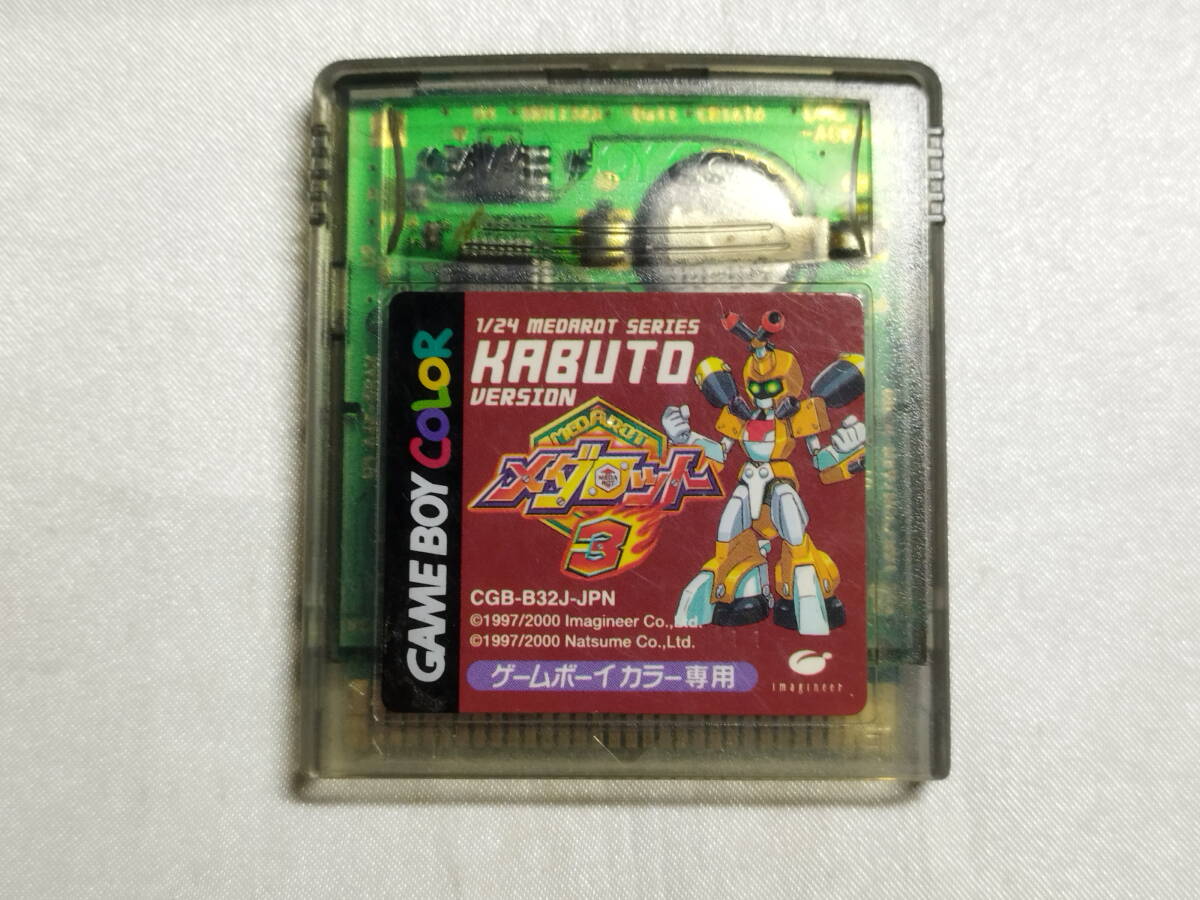 GAME BOY COLOR
1/24 MEDAROT SERIES
KABUTO
VERSION
MEDAROT
メダロット
MEDA
ROT
3
CGB-B32J-JPN
©1997/2000 Imagineer Co.,Ltd.
©1997/2000 Natsume Co.,Ltd.
ゲームボーイカラー専用
imagineer